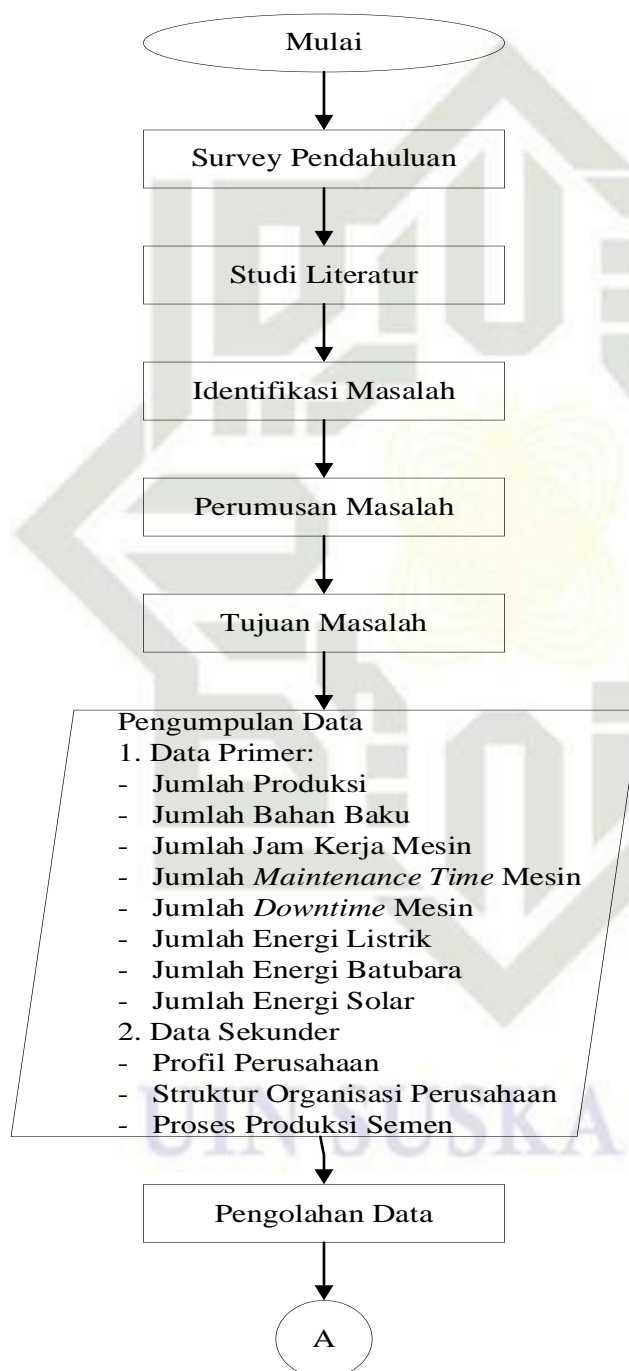 Mulai
Survey Pendahuluan
Studi Literatur
Identifikasi Masalah
Perumusan Masalah
Tujuan Masalah
Pengumpulan Data
1. Data Primer:
- Jumlah Produksi
- Jumlah Bahan Baku
- Jumlah Jam Kerja Mesin
- Jumlah Maintenance Time Mesin
- Jumlah Downtime Mesin
- Jumlah Energi Listrik
- Jumlah Energi Batubara
- Jumlah Energi Solar
2. Data Sekunder
- Profil Perusahaan
- Struktur Organisasi Perusahaan
- Proses Produksi Semen
UIN SUSKA
Pengolahan Data
A